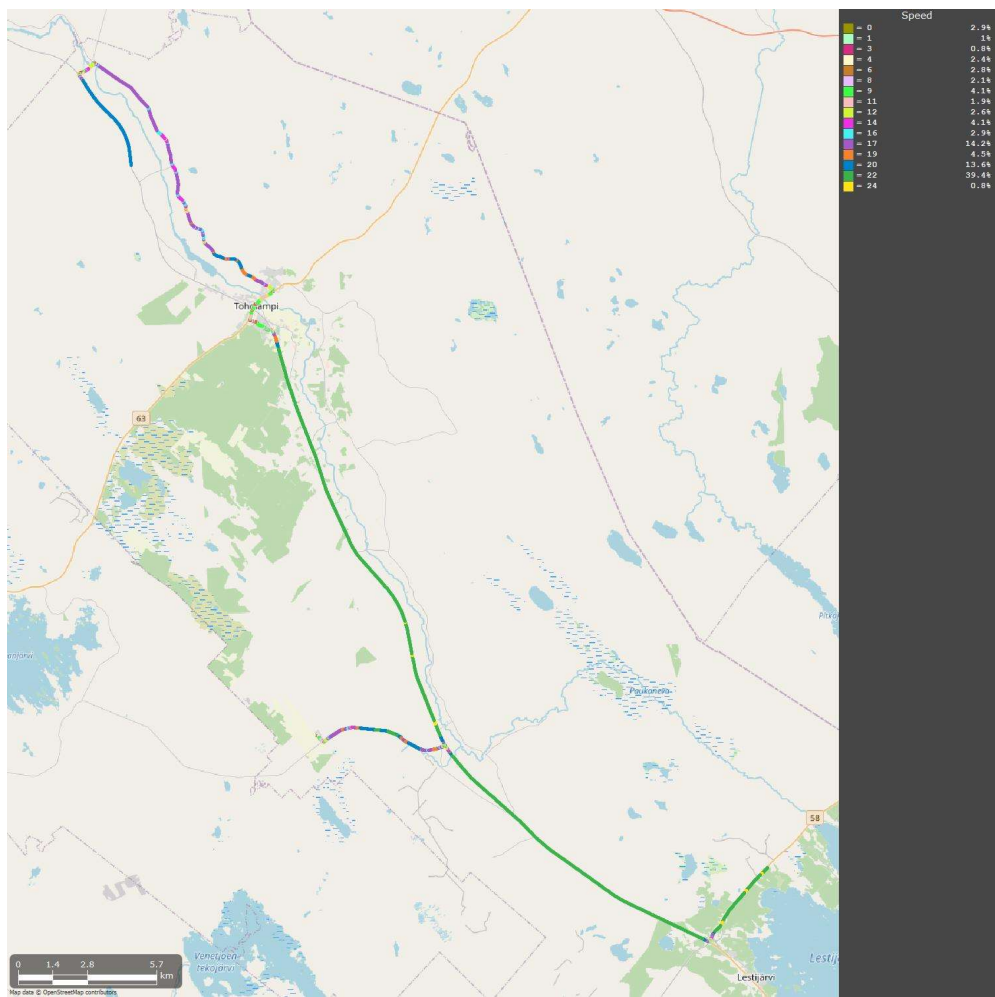 Speed
= 0 2.9%
= 1 1%
= 3 0.8%
= 4 2.4%
= 6 2.8%
= 8 2.1%
= 9 4.1%
= 11 1.9%
= 12 2.6%
= 14 4.1%
= 16 2.9%
= 17 14.2%
= 19 4.5%
= 20 13.6%
= 22 39.4%
= 24 0.8%
63
Paukaneva
58
Venetjoen
tekojärvi
Lestijärvi
0 1.4 2.8 5.7
km
Map data © OpenStreetMap contributors